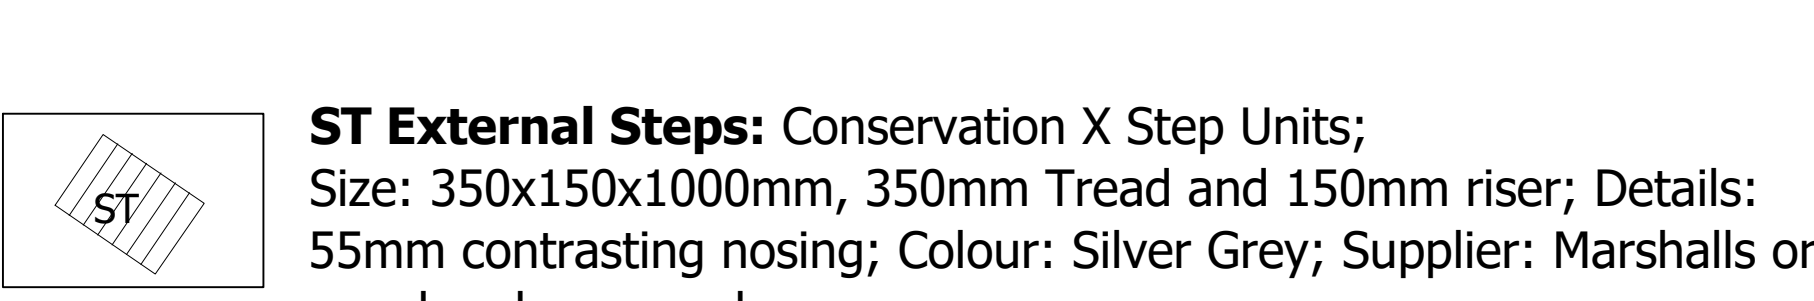 ST External Steps: Conservation X Step Units;
ST
Size: 350x150x1000mm, 350mm Tread and 150mm riser; Details:
55mm contrasting nosing; Colour: Silver Grey; Supplier: Marshalls or